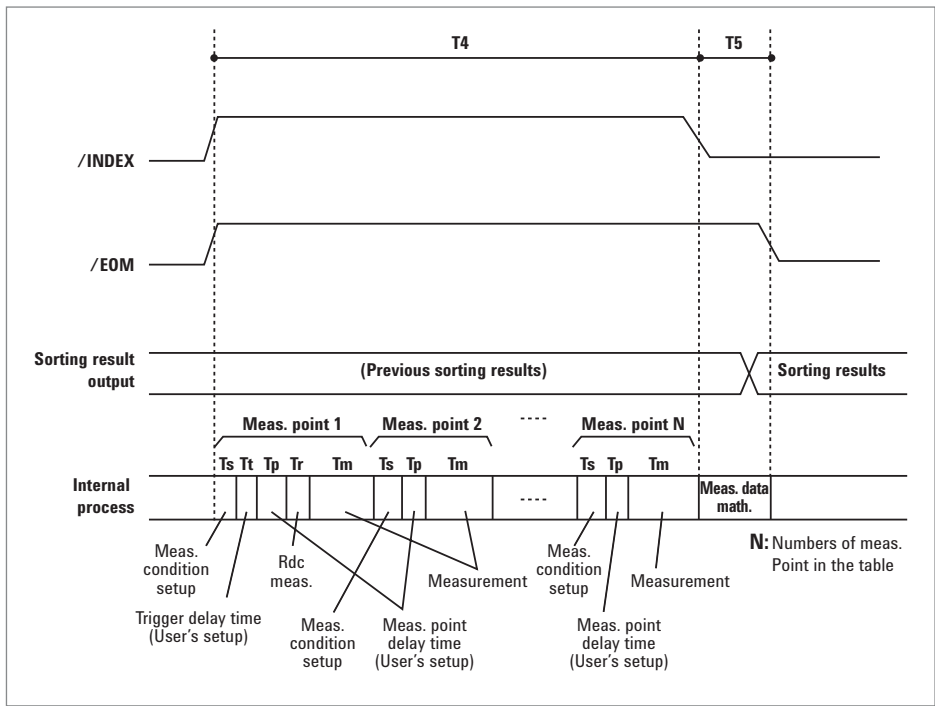 T4 T5
/INDEX
/EOM
Sorting result
output
(Previous sorting results)
Sorting results
Meas. point 1 Meas. point 2 ---- Meas. point N
Ts Tt Tp Tr Tm Ts Tp Tm Ts Tp Tm
Internal
process
----
Meas. data
math.
N: Numbers of meas.
Point in the table
Meas.
condition
setup
Rdc
meas.
Measurement
Meas.
condition
setup
Measurement
Trigger delay time
(User's setup)
Meas.
condition
setup
Meas. point
delay time
(User's setup)
Meas. point
delay time
(User's setup)